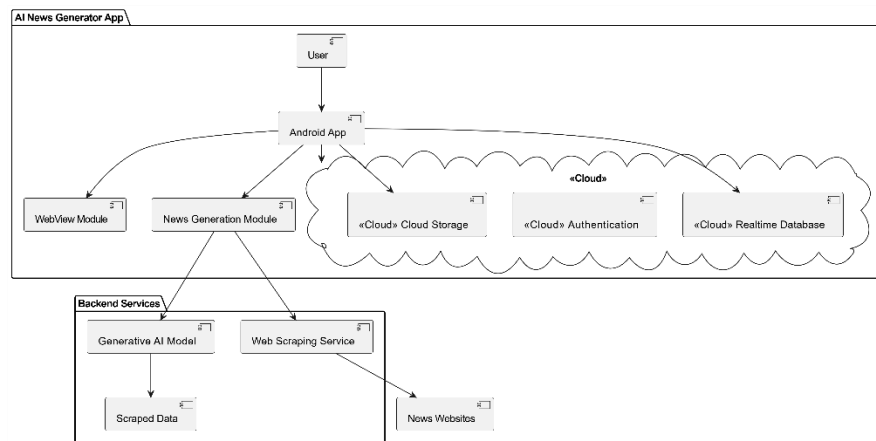 AI News Generator App
User
Android App
«Cloud»
WebView Module
News Generation Module
«Cloud» Cloud Storage
«Cloud» Authentication
«Cloud» Realtime Database
Backend Services
Generative AI Model
Web Scraping Service
Scraped Data
News Websites